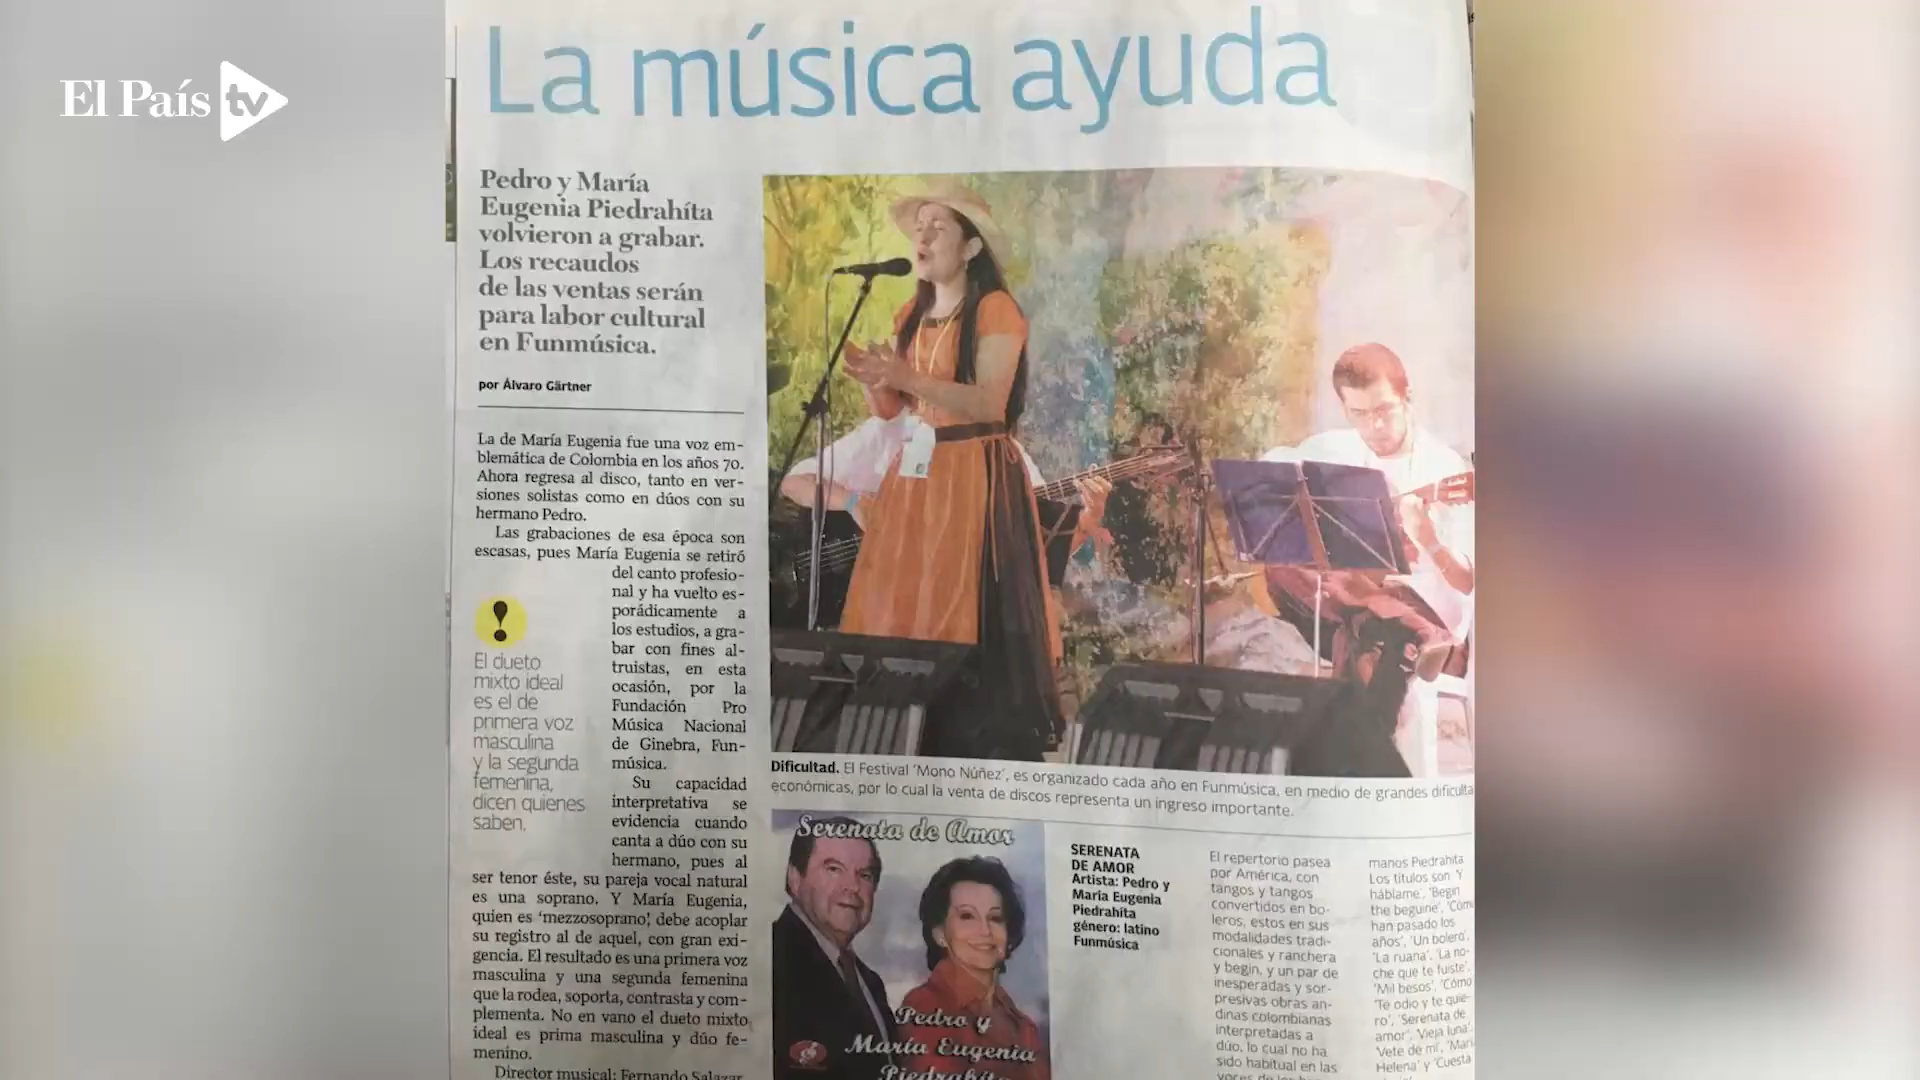 El País tv
La música ayuda
Pedro y María
Eugenia Piedrahíta
volvieron a grabar.
Los recaudos
de las ventas serán
para labor cultural
en Funmúsica.
por Álvaro Gärtner
La de María Eugenia fue una voz em-
blemática de Colombia en los años 70.
Ahora regresa al disco, tanto en ver-
siones solistas como en dúos con su
hermano Pedro.
Las grabaciones de esa época son
escasas, pues María Eugenia se retiró
del canto profesio-
nal y ha vuelto es-
porádicamente a
los estudios, a gra-
bar con fines al-
truistas, en esta
ocasión, por la
Fundación Pro
Música Nacional
de Ginebra, Fun-
música.
Su capacidad
interpretativa se
evidencia cuando
canta a dúo con su
hermano, pues al
ser tenor éste, su pareja vocal natural
es una soprano. Y María Eugenia,
quien es ‘mezzosoprano’, debe acoplar
su registro al de aquel, con gran exi-
gencia. El resultado es una primera voz
masculina y una segunda femenina
que la rodea, soporta, contrasta y com-
plementa. No en vano el dueto mixto
ideal es prima masculina y dúo fe-
menino.
Director musical: Fernando Salazar,
!
El dueto
mixto ideal
es el de
primera voz
masculina
y la segunda
femenina,
dicen quienes
saben.
Dificultad. El Festival ‘Mono Núñez’, es organizado cada año en Funmúsica, en medio de grandes dificulta
económicas, por lo cual la venta de discos representa un ingreso importante.
Serenata de Amor
Pedro y
María Eugenia
Piedrahíta
SERENATA
DE AMOR
Artista: Pedro y
María Eugenia
Piedrahíta
género: latino
Funmúsica
El repertorio pasea
por América, con
tangos y tangos
convertidos en bo-
leros, estos en sus
modalidades tradi-
cionales y ranchera
y begin, y un par de
inesperadas y sor-
presivas obras an-
dinas colombianas
interpretadas a
dúo, lo cual no ha
sido habitual en las
voces de los her
manos Piedrahíta
Los títulos son ‘Y
háblame’, ‘Begin
the beguine’, ‘Cóm
han pasado los
años’, ‘Un bolero’,
‘La ruana’, ‘La no-
che que te fuiste’,
‘Mil besos’, ‘Cómo
‘Te odio y te quie-
ro’, ‘Serenata de
amor’, ‘Vieja luna’,
‘Vete de mí’, ‘Mari
Helena’ y ‘Cuesta